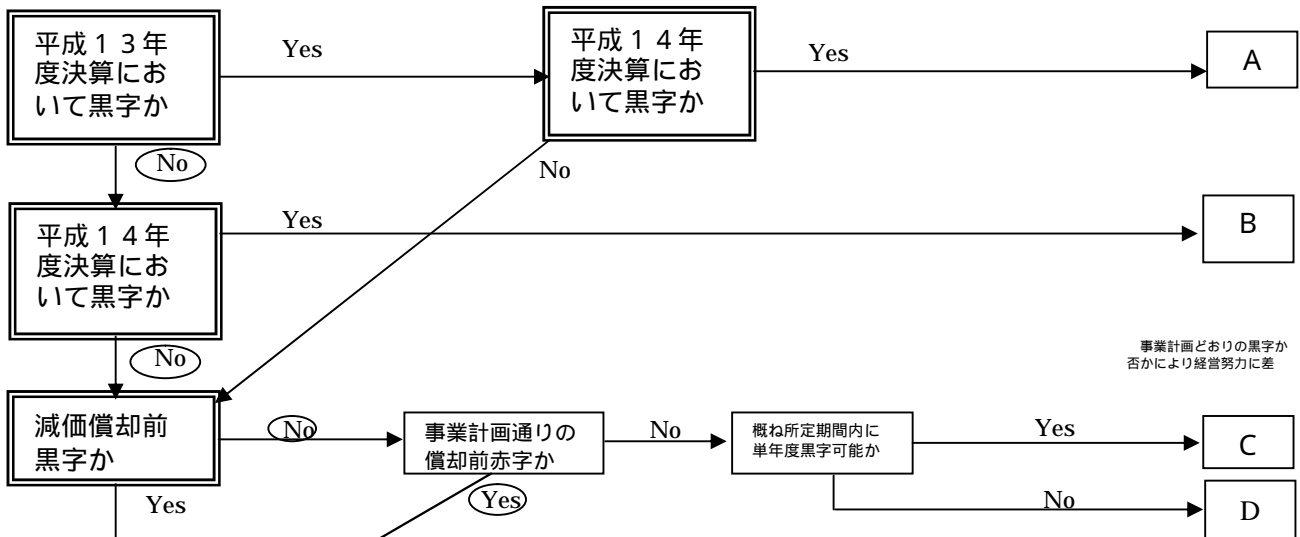 平成１３年
度決算にお
いて黒字か
Yes
平成１４年
度決算にお
いて黒字か
Yes
A
No
No
平成１４年
度決算にお
いて黒字か
Yes
B
No
事業計画どおりの黒字か
否かにより経営努力に差
減価償却前
黒字か
No
事業計画通りの
償却前赤字か
No
概ね所定期間内に
単年度黒字可能か
Yes
C
Yes
Yes
No
D